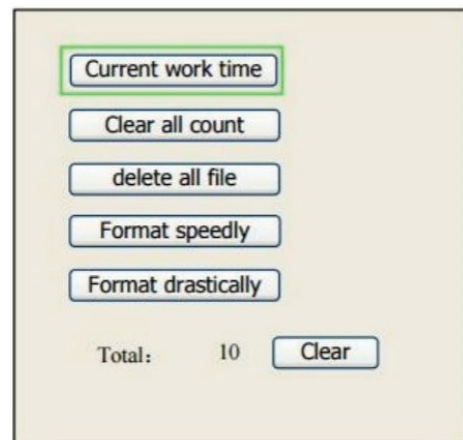 Current work time
Clear all count
delete all file
Format speedly
Format drastically
Total: 10 Clear